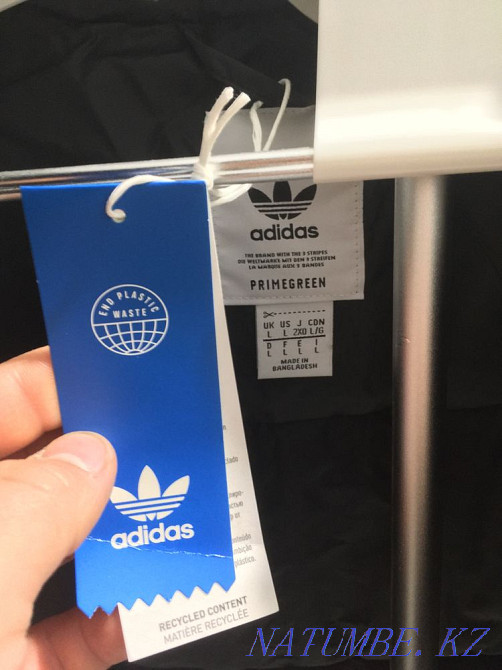 END PLASTIC
WASTE
adidas
RECYCLED CONTENT
MATIÈRE RECYCLÉE
adidas
THE BRAND WITH THE 3 STRIPES
DIE WELTMARKE MIT DEN 3 STREIFEN
LA MARQUE AUX 3 BANDES
PRIMEGREEN
UK US J CDN
L L 2XO L/G
D F E I
L L L L
MADE IN
BANGLADESH
NATUMBE.KZ